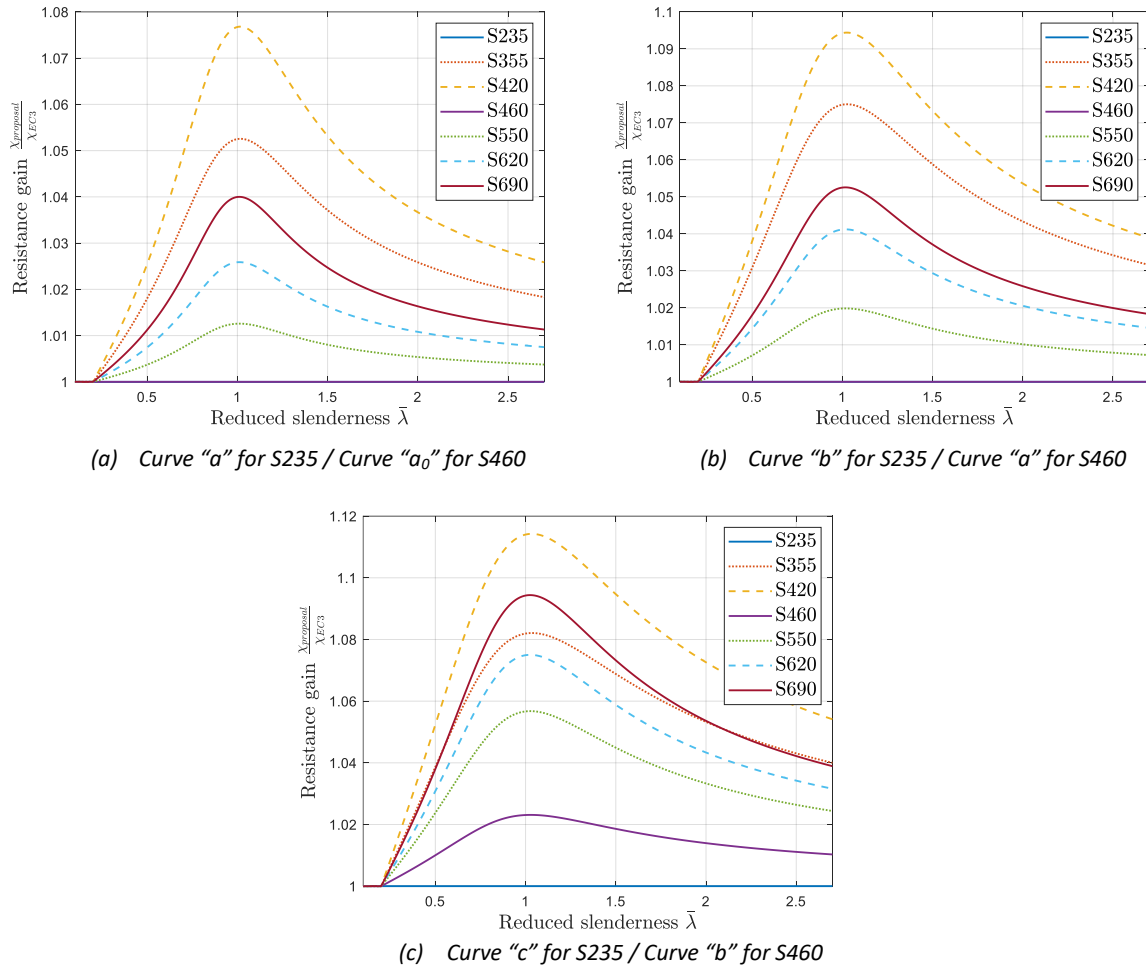 1.08
1.07
1.06
1.05
1.04
1.03
1.02
1.01
1
0.5 1 1.5 2 2.5
Resistance gain χproposal/χEC3
Reduced slenderness λ̄
S235
S355
S420
S460
S550
S620
S690
(a) Curve “a” for S235 / Curve “a₀” for S460
1.1
1.09
1.08
1.07
1.06
1.05
1.04
1.03
1.02
1.01
1
0.5 1 1.5 2 2.5
Resistance gain χproposal/χEC3
Reduced slenderness λ̄
S235
S355
S420
S460
S550
S620
S690
(b) Curve “b” for S235 / Curve “a” for S460
1.12
1.1
1.08
1.06
1.04
1.02
1
0.5 1 1.5 2 2.5
Resistance gain χproposal/χEC3
Reduced slenderness λ̄
S235
S355
S420
S460
S550
S620
S690
(c) Curve “c” for S235 / Curve “b” for S460